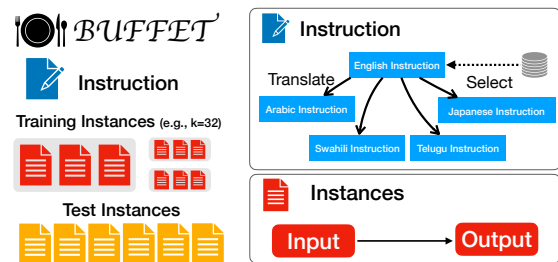 BUFFET
Instruction
Training Instances (e.g., k=32)
Test Instances
Instruction
English Instruction
Translate
Select
Arabic Instruction
Japanese Instruction
Swahili Instruction
Telugu Instruction
Instances
Input
Output